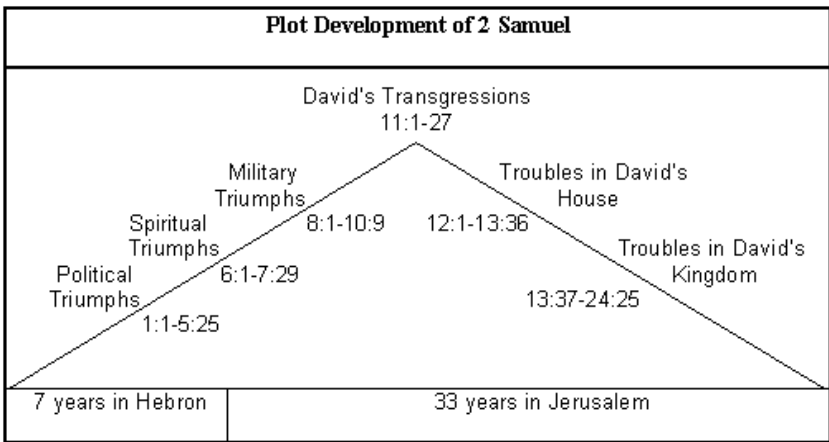 Plot Development of 2 Samuel
David's Transgressions
11:1-27
Military
Triumphs
8:1-10:9
Spiritual
Triumphs
6:1-7:29
Political
Triumphs
1:1-5:25
Troubles in David's
House
12:1-13:36
Troubles in David's
Kingdom
13:37-24:25
7 years in Hebron
33 years in Jerusalem